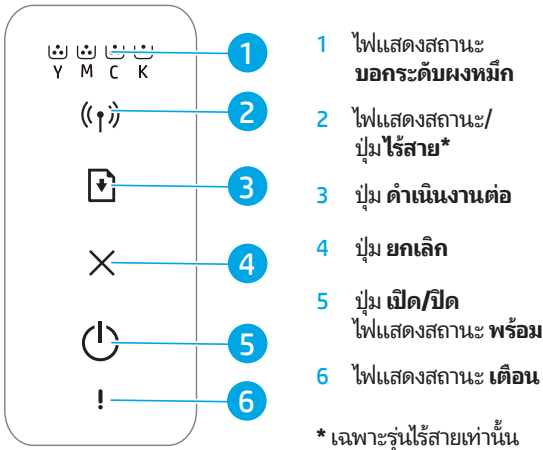 Y M C K
1
2
3
4
5
6
1 ไฟแสดงสถานะ
บอกระดับผงหมึก
2 ไฟแสดงสถานะ/
ปุ่มไร้สาย*
3 ปุ่ม ดำเนินงานต่อ
4 ปุ่ม ยกเลิก
5 ปุ่ม เปิด/ปิด
ไฟแสดงสถานะ พร้อม
6 ไฟแสดงสถานะ เตือน
* เฉพาะรุ่นไร้สายเท่านั้น